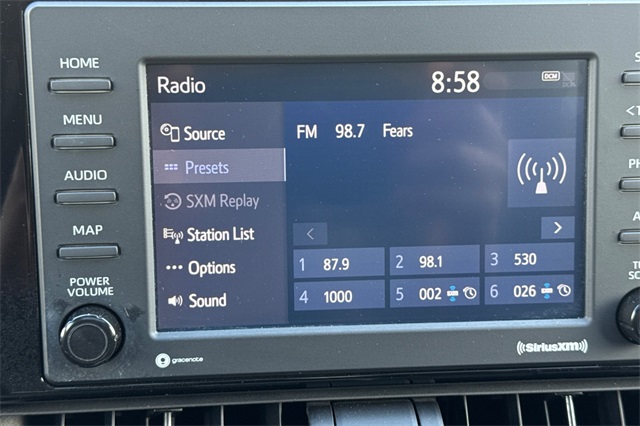 HOME
MENU
AUDIO
MAP
POWER
VOLUME
Radio
8:58
DCM
Source
Presets
SXM Replay
Station List
Options
Sound
FM 98.7 Fears
1 87.9
2 98.1
3 530
4 1000
5 002
6 026
gracenote
SiriusXM